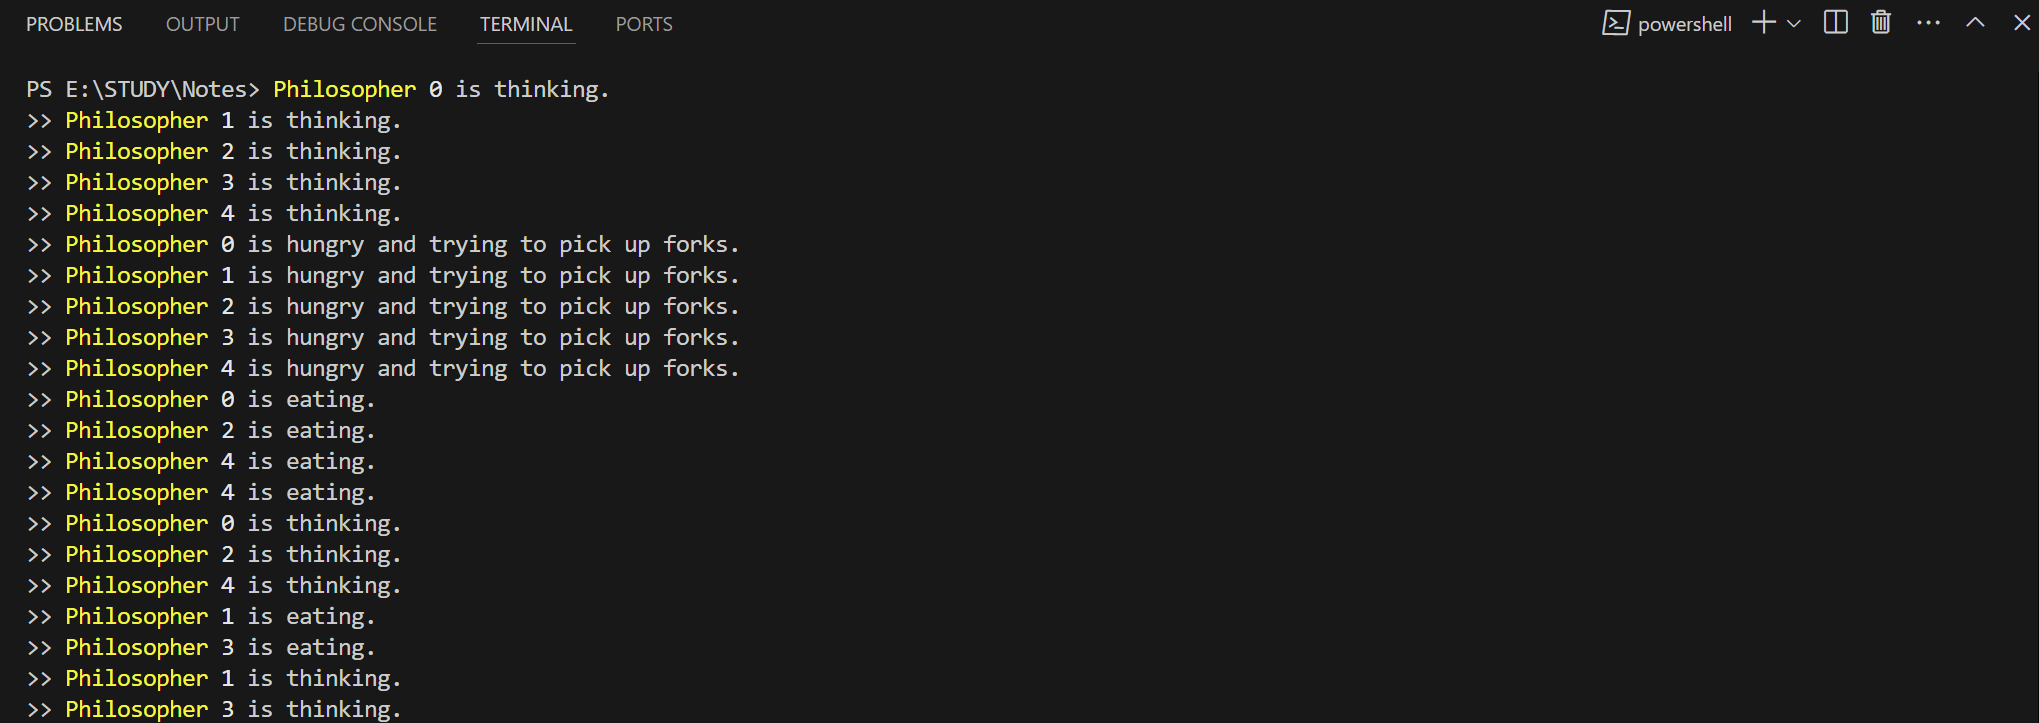 PROBLEMS OUTPUT DEBUG CONSOLE TERMINAL PORTS powershell
PS E:\STUDY\Notes> Philosopher 0 is thinking.
>> Philosopher 1 is thinking.
>> Philosopher 2 is thinking.
>> Philosopher 3 is thinking.
>> Philosopher 4 is thinking.
>> Philosopher 0 is hungry and trying to pick up forks.
>> Philosopher 1 is hungry and trying to pick up forks.
>> Philosopher 2 is hungry and trying to pick up forks.
>> Philosopher 3 is hungry and trying to pick up forks.
>> Philosopher 4 is hungry and trying to pick up forks.
>> Philosopher 0 is eating.
>> Philosopher 2 is eating.
>> Philosopher 4 is eating.
>> Philosopher 4 is eating.
>> Philosopher 0 is thinking.
>> Philosopher 2 is thinking.
>> Philosopher 4 is thinking.
>> Philosopher 1 is eating.
>> Philosopher 3 is eating.
>> Philosopher 1 is thinking.
>> Philosopher 3 is thinking.